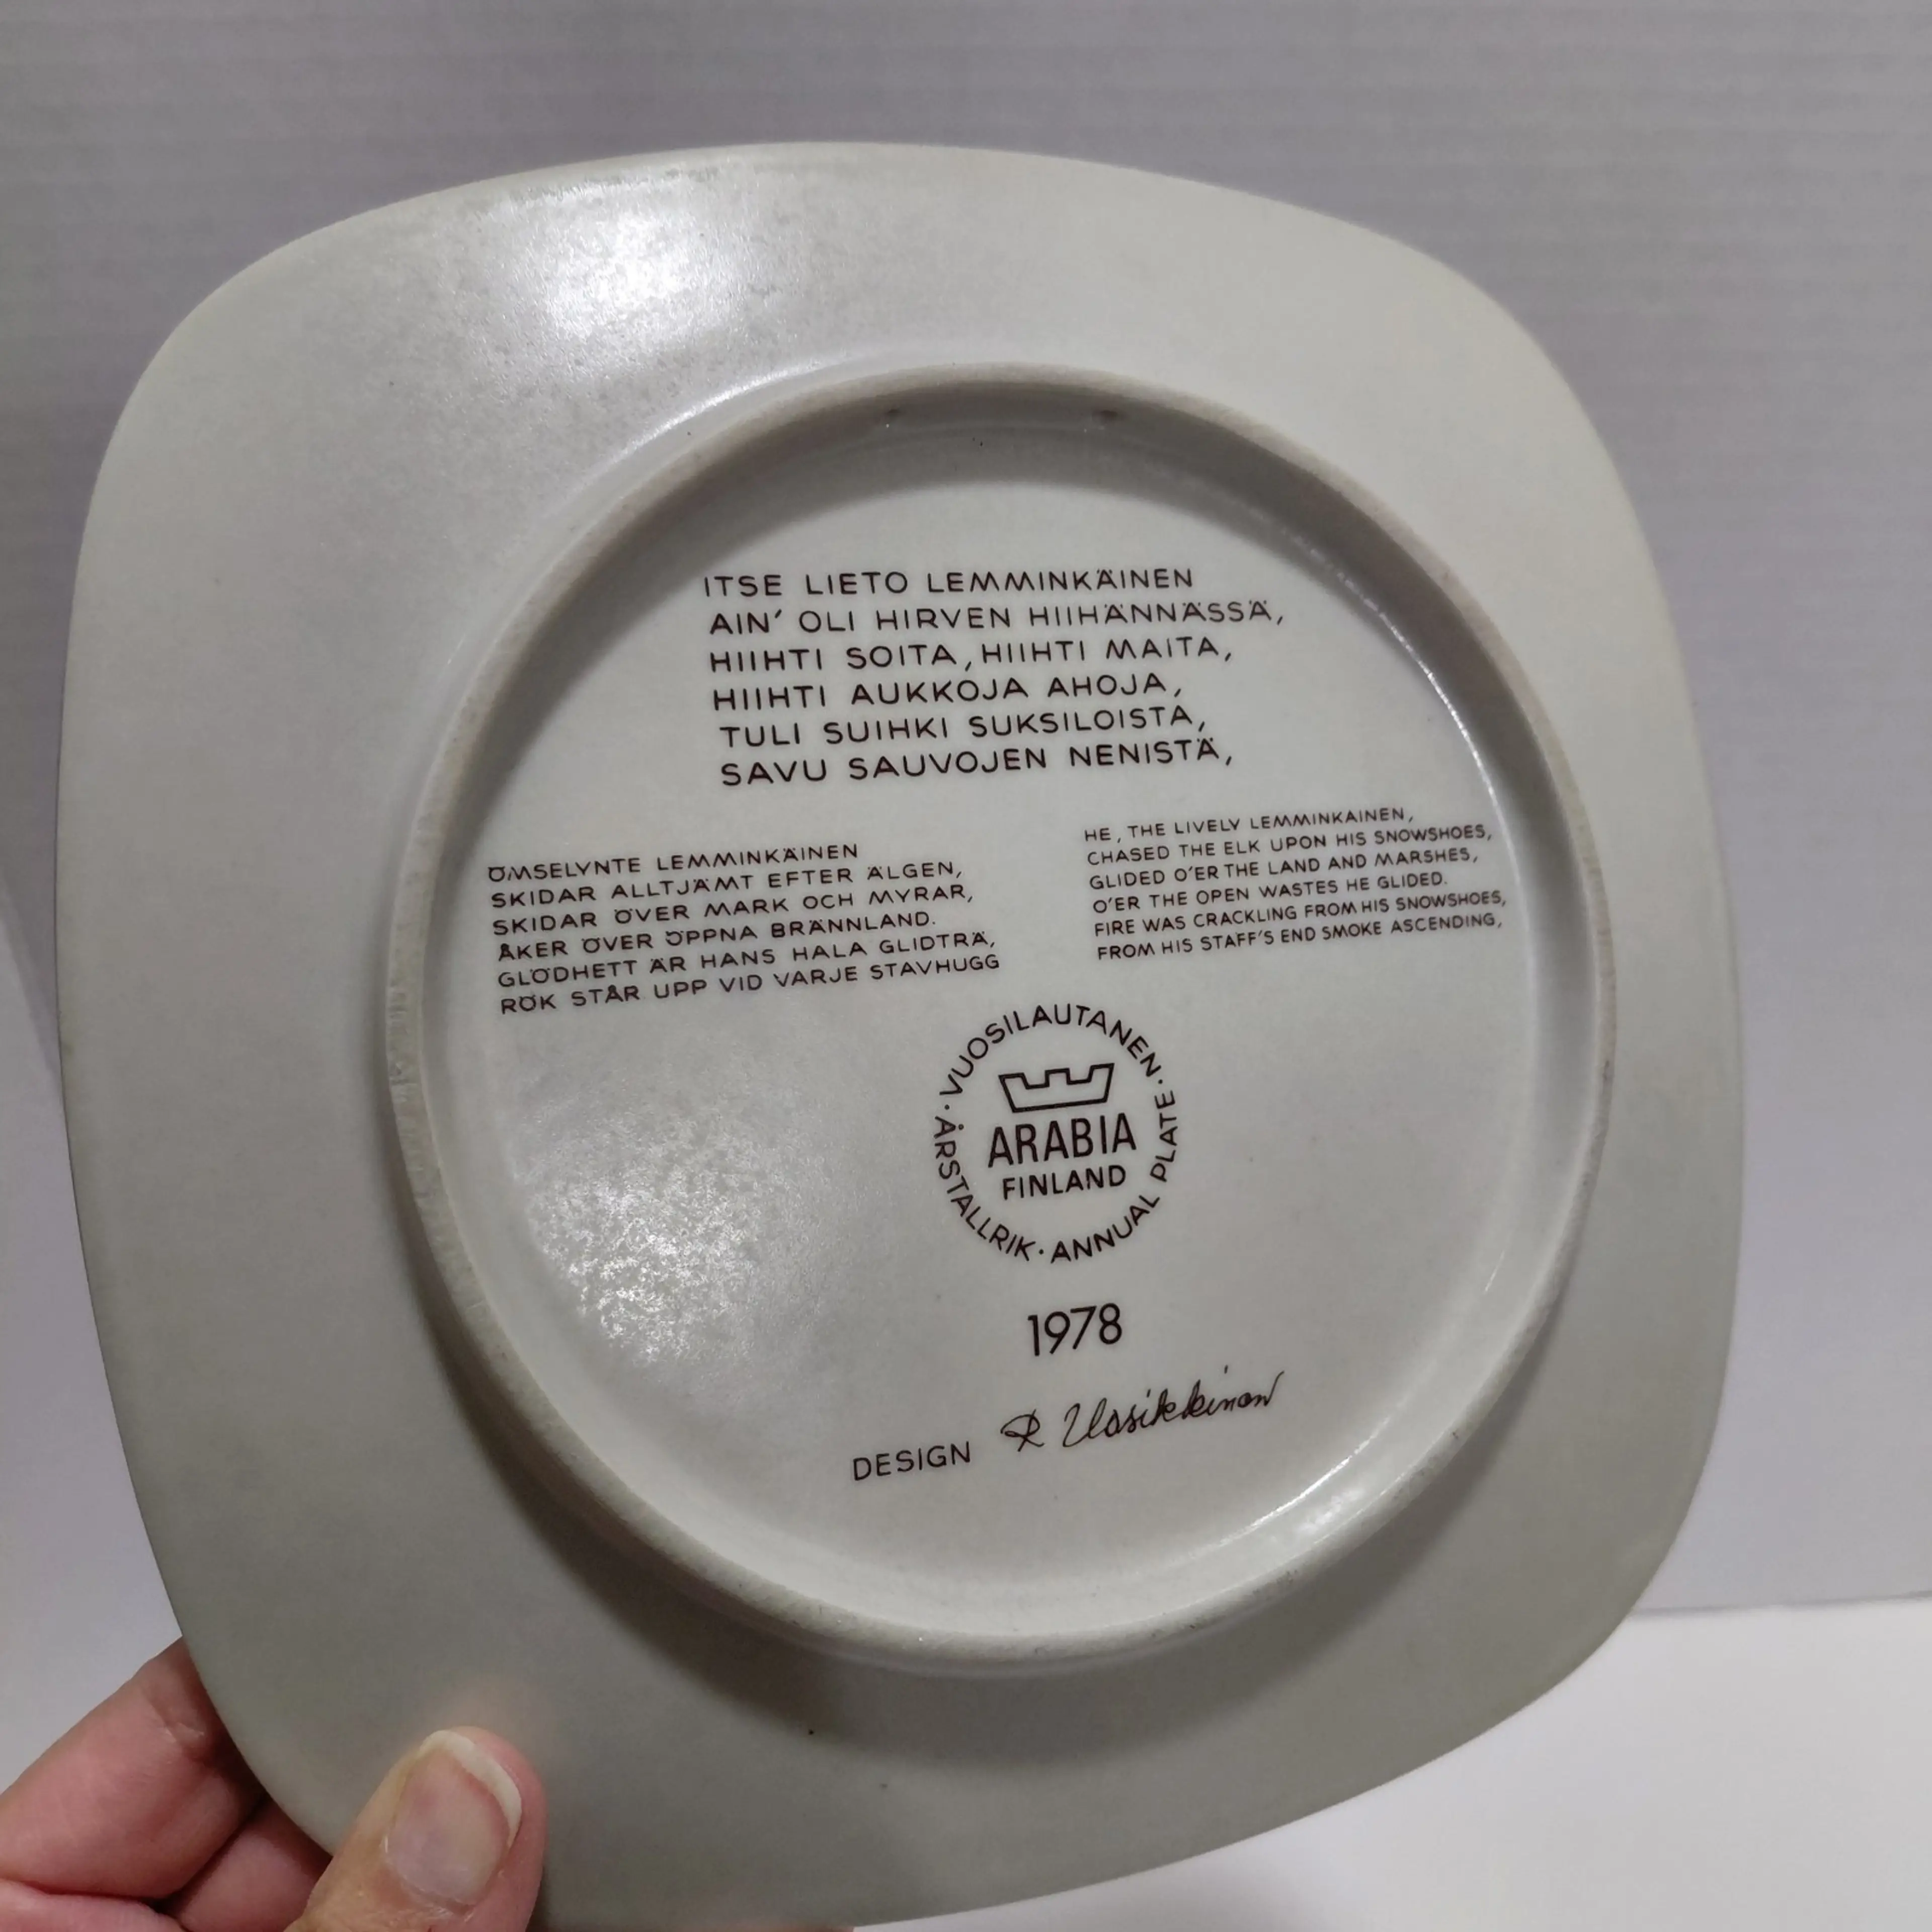 ITSE LIETO LEMMINKÄINEN
AIN' OLI HIRVEN HIIHÄNNÄSSÄ,
HIIHTI SOITA, HIIHTI MAITA,
HIIHTI AUKKOJA AHOJA,
TULI SUIHKI SUKSILOISTA,
SAVU SAUVOJEN NENISTÄ,
ÖMSELYNTE LEMMINKÄINEN
SKIDAR ALLTJÄMT EFTER ÄLGEN,
SKIDAR ÖVER MARK OCH MYRAR,
ÅKER ÖVER ÖPPNA BRÄNNLAND.
GLÖDHETT ÄR HANS HALA GLIDTRÄ,
RÖK STÅR UPP VID VARJE STAVHUGG
HE, THE LIVELY LEMMINKAINEN,
CHASED THE ELK UPON HIS SNOWSHOES,
GLIDED O'ER THE LAND AND MARSHES,
O'ER THE OPEN WASTES HE GLIDED.
FIRE WAS CRACKLING FROM HIS SNOWSHOES,
FROM HIS STAFF'S END SMOKE ASCENDING,
· VUOSILAUTANEN · ANNUAL PLATE · ÅRSTALLRIK
ARABIA
FINLAND
1978
DESIGN R Uosikkinen